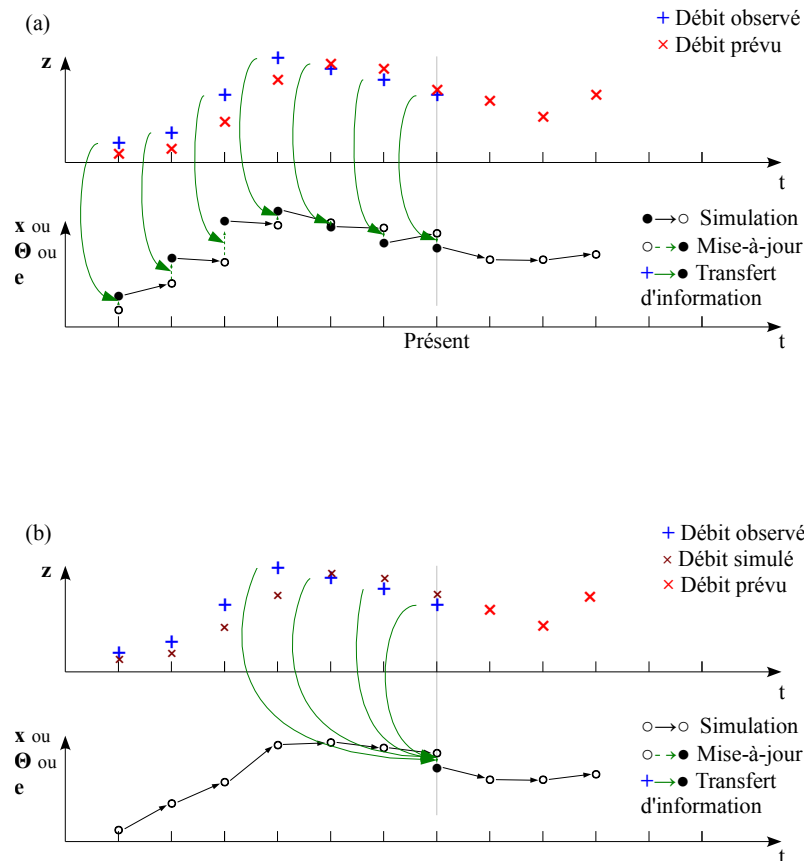 (a)
Débit observé
Débit prévu
z
t
x ou
Θ ou
e
Simulation
Mise-à-jour
Transfert
d'information
Présent
t
(b)
Débit observé
Débit simulé
Débit prévu
z
t
x ou
Θ ou
e
Simulation
Mise-à-jour
Transfert
d'information
t